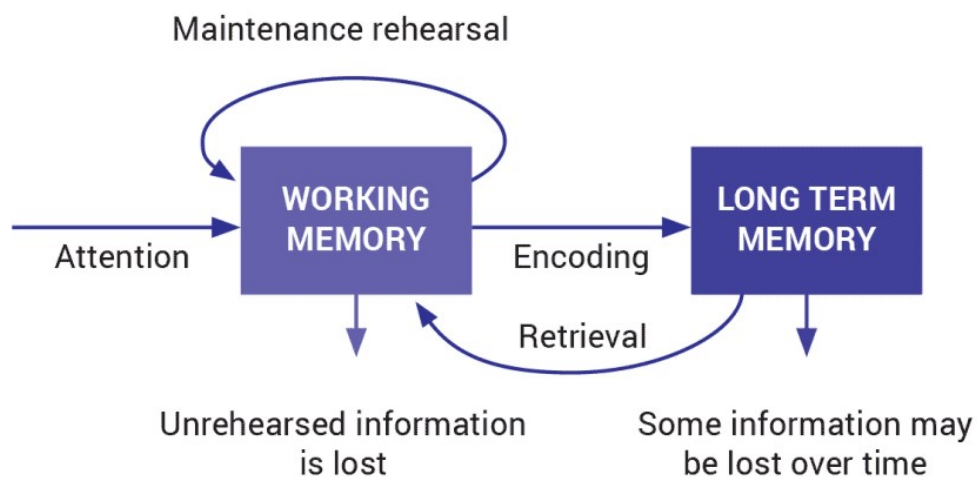 Maintenance rehearsal
WORKING
MEMORY
LONG TERM
MEMORY
Attention
Encoding
Retrieval
Unrehearsed information
is lost
Some information may
be lost over time